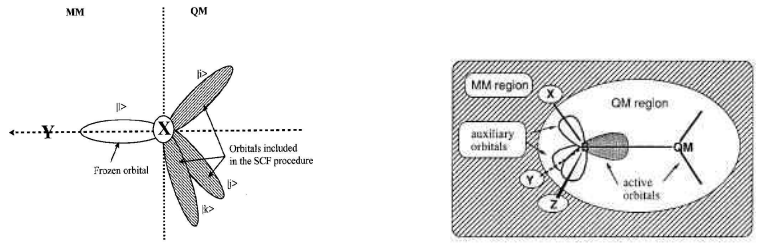 MM
QM
|i>
|l>
Y
X
Orbitals included
in the SCF procedure
Frozen orbital
|j>
|k>
MM region
X
QM region
auxiliary
orbitals
B
QM
Y
Z
active
orbitals